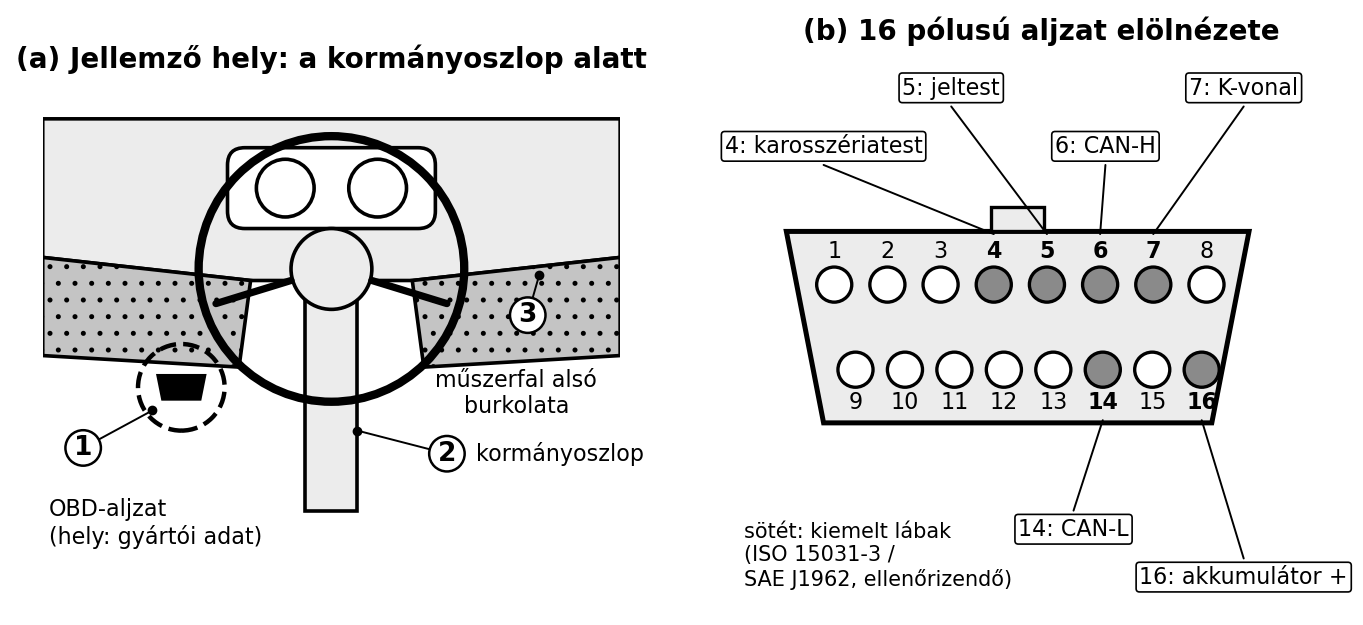 (a) Jellemző hely: a kormányoszlop alatt
3
műszerfal alsó
burkolata
1
2
kormányoszlop
OBD-aljzat
(hely: gyártói adat)
(b) 16 pólusú aljzat elölnézete
5: jeltest
7: K-vonal
4: karosszériatest
6: CAN-H
1 2 3 4 5 6 7 8
9 10 11 12 13 14 15 16
sötét: kiemelt lábak
(ISO 15031-3 /
SAE J1962, ellenőrizendő)
14: CAN-L
16: akkumulátor +